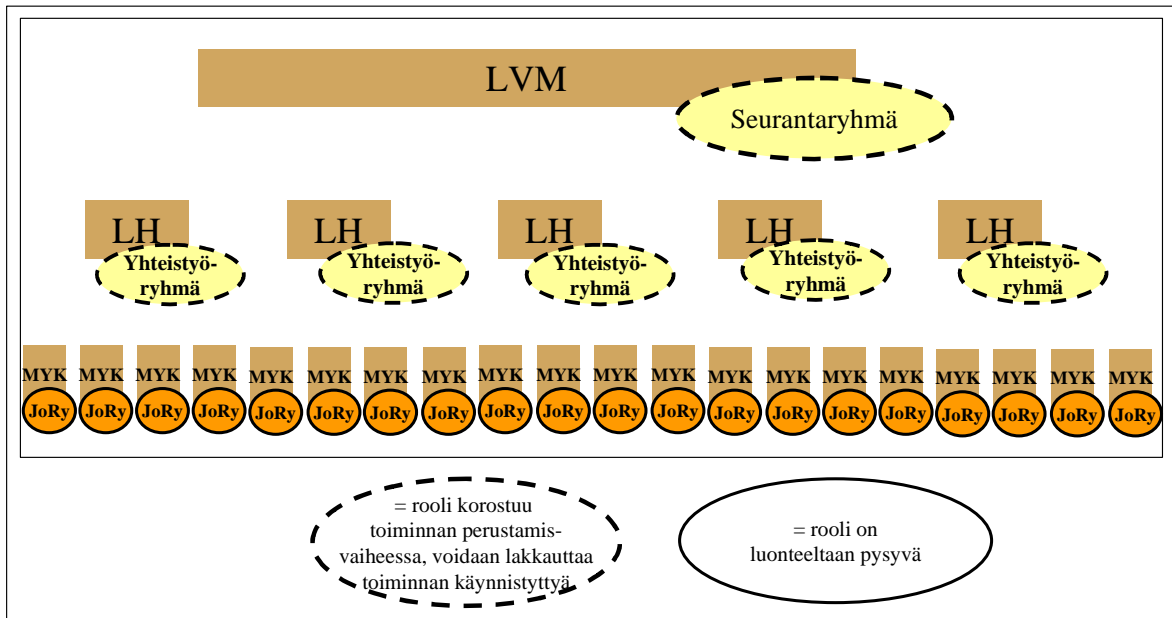 LVM
Seurantaryhmä
LH LH LH LH LH
Yhteistyö- Yhteistyö- Yhteistyö- Yhteistyö- Yhteistyö-
ryhmä ryhmä ryhmä ryhmä ryhmä
MYK MYK MYK MYK MYK MYK MYK MYK MYK MYK MYK MYK MYK MYK MYK MYK MYK MYK MYK MYK
JoRy JoRy JoRy JoRy JoRy JoRy JoRy JoRy JoRy JoRy JoRy JoRy JoRy JoRy JoRy JoRy JoRy JoRy JoRy JoRy
= rooli korostuu
toiminnan perustamis-
vaiheessa, voidaan lakkauttaa
toiminnan käynnistyttyä
= rooli on
luonteeltaan pysyvä